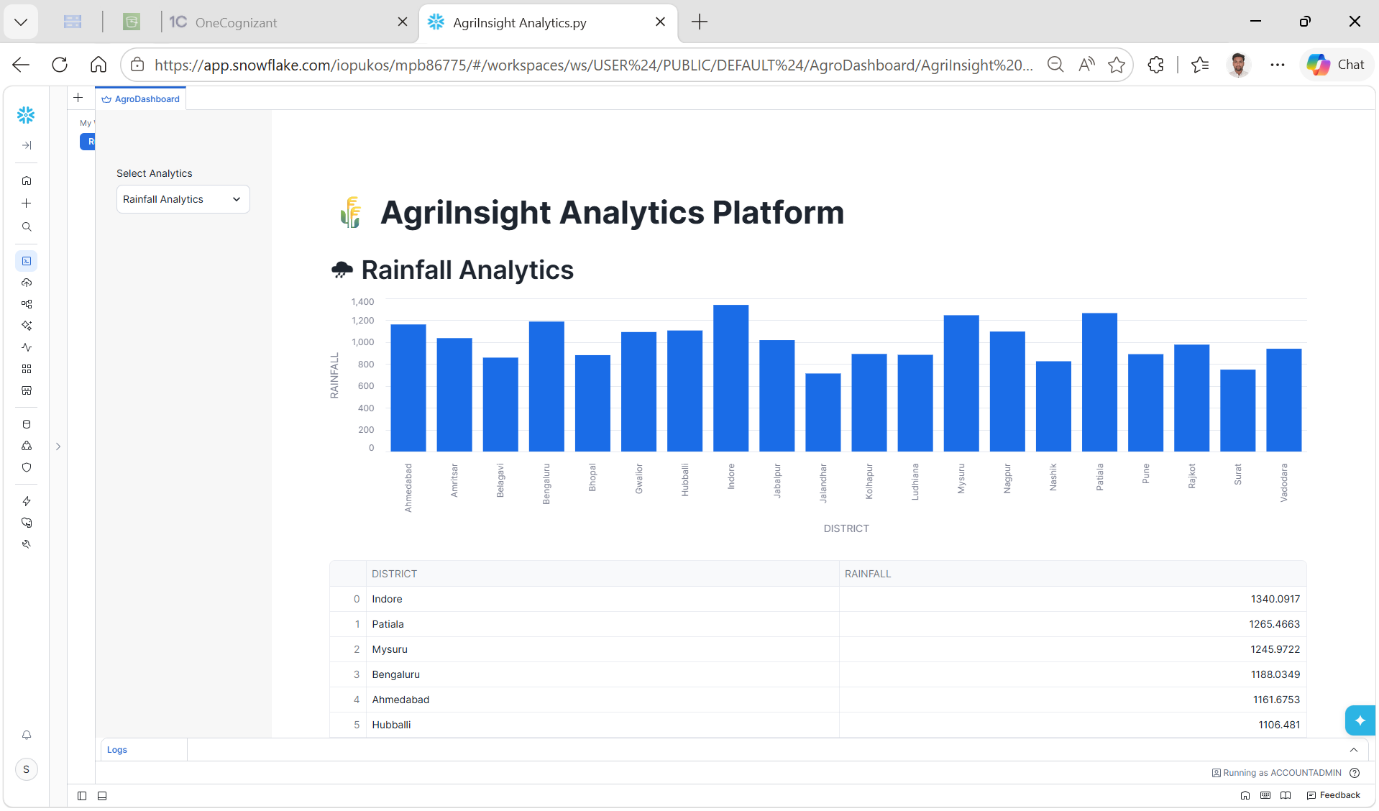 1C OneCognizant
AgriInsight Analytics.py
https://app.snowflake.com/iopukos/mpb86775/#/workspaces/ws/USER%24/PUBLIC/DEFAULT%24/AgroDashboard/AgriInsight%20...
Chat
AgroDashboard
My
Select Analytics
Rainfall Analytics
AgriInsight Analytics Platform
Rainfall Analytics
RAINFALL
1,400
1,200
1,000
800
600
400
200
0
Ahmedabad
Amritsar
Belagavi
Bengaluru
Bhopal
Gwalior
Hubballi
Indore
Jabalpur
Jalandhar
Kolhapur
Ludhiana
Mysuru
Nagpur
Nashik
Patiala
Pune
Rajkot
Surat
Vadodara
DISTRICT
DISTRICT RAINFALL
0 Indore 1340.0917
1 Patiala 1265.4663
2 Mysuru 1245.9722
3 Bengaluru 1188.0349
4 Ahmedabad 1161.6753
5 Hubballi 1106.481
Logs
S
Running as ACCOUNTADMIN
Feedback